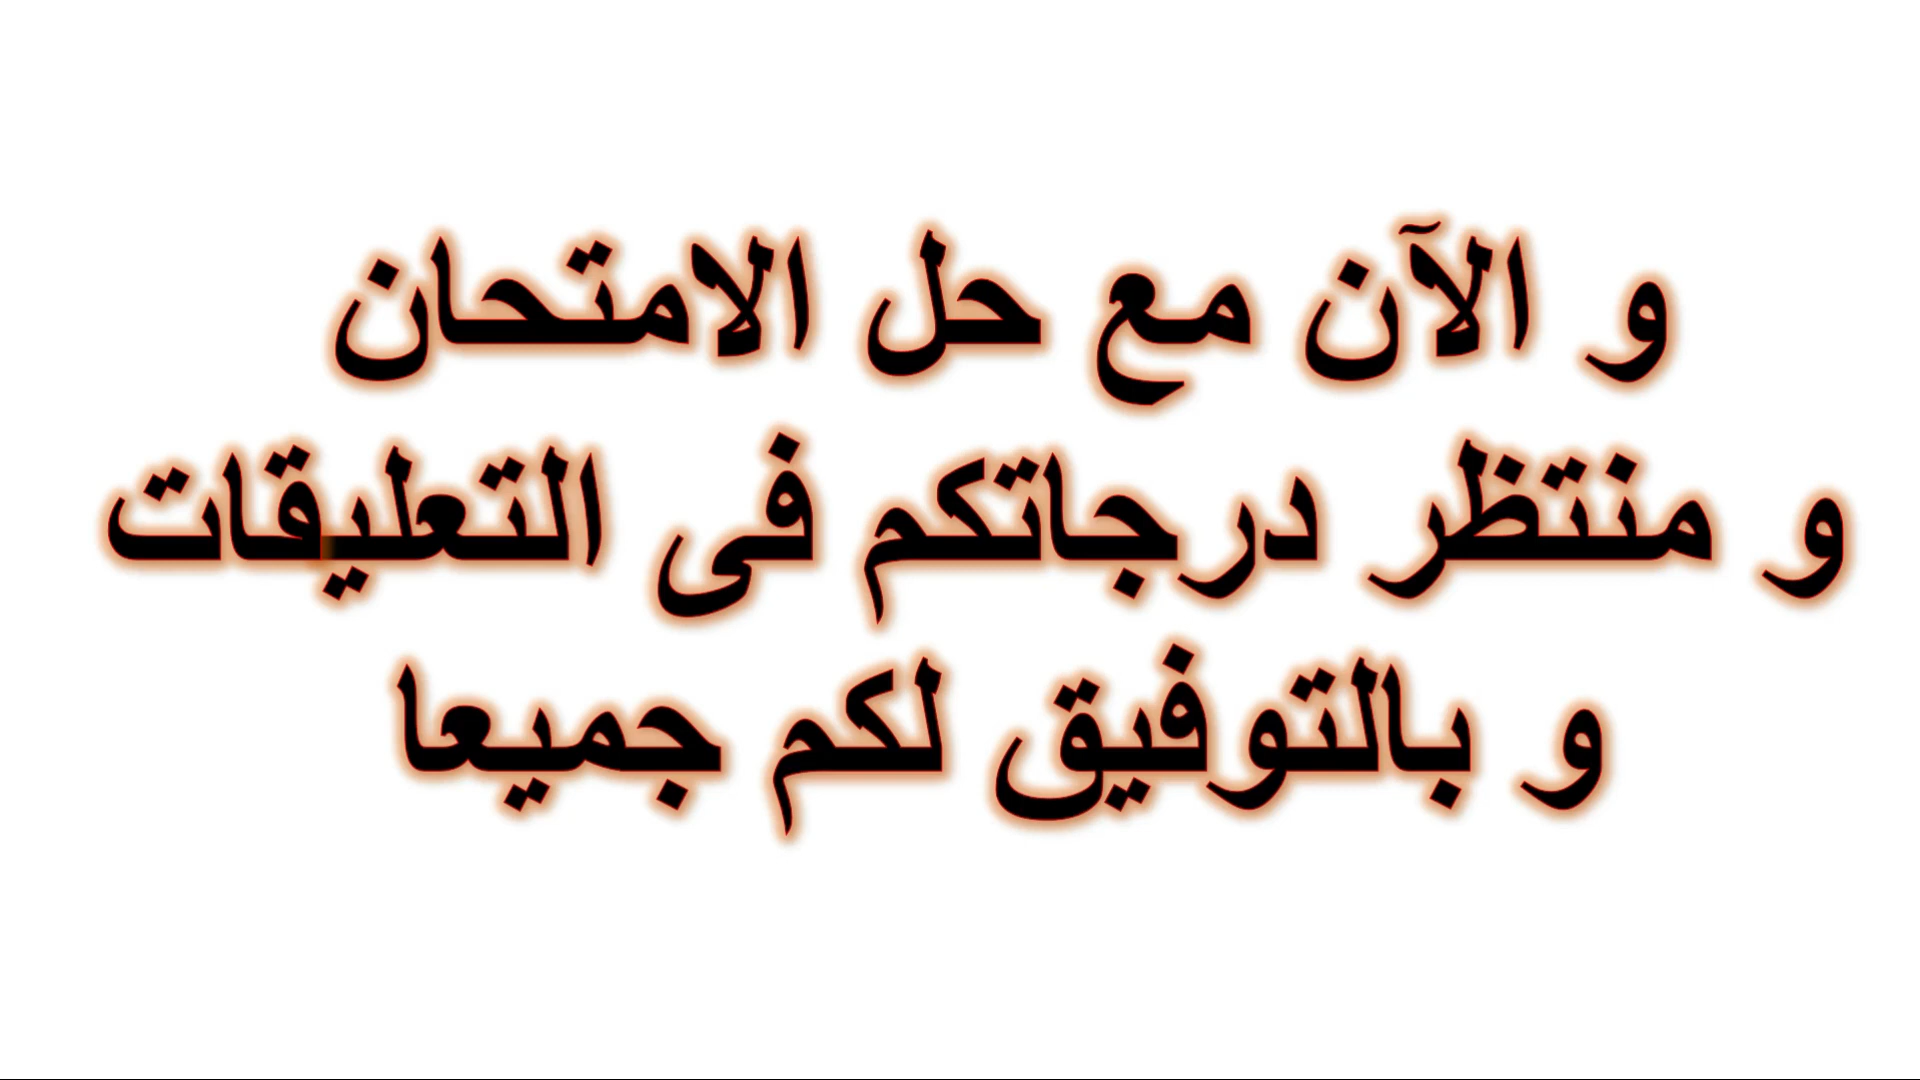 و الآن مع حل الامتحان
و منتظر درجاتكم فى التعليقات
و بالتوفيق لكم جميعا